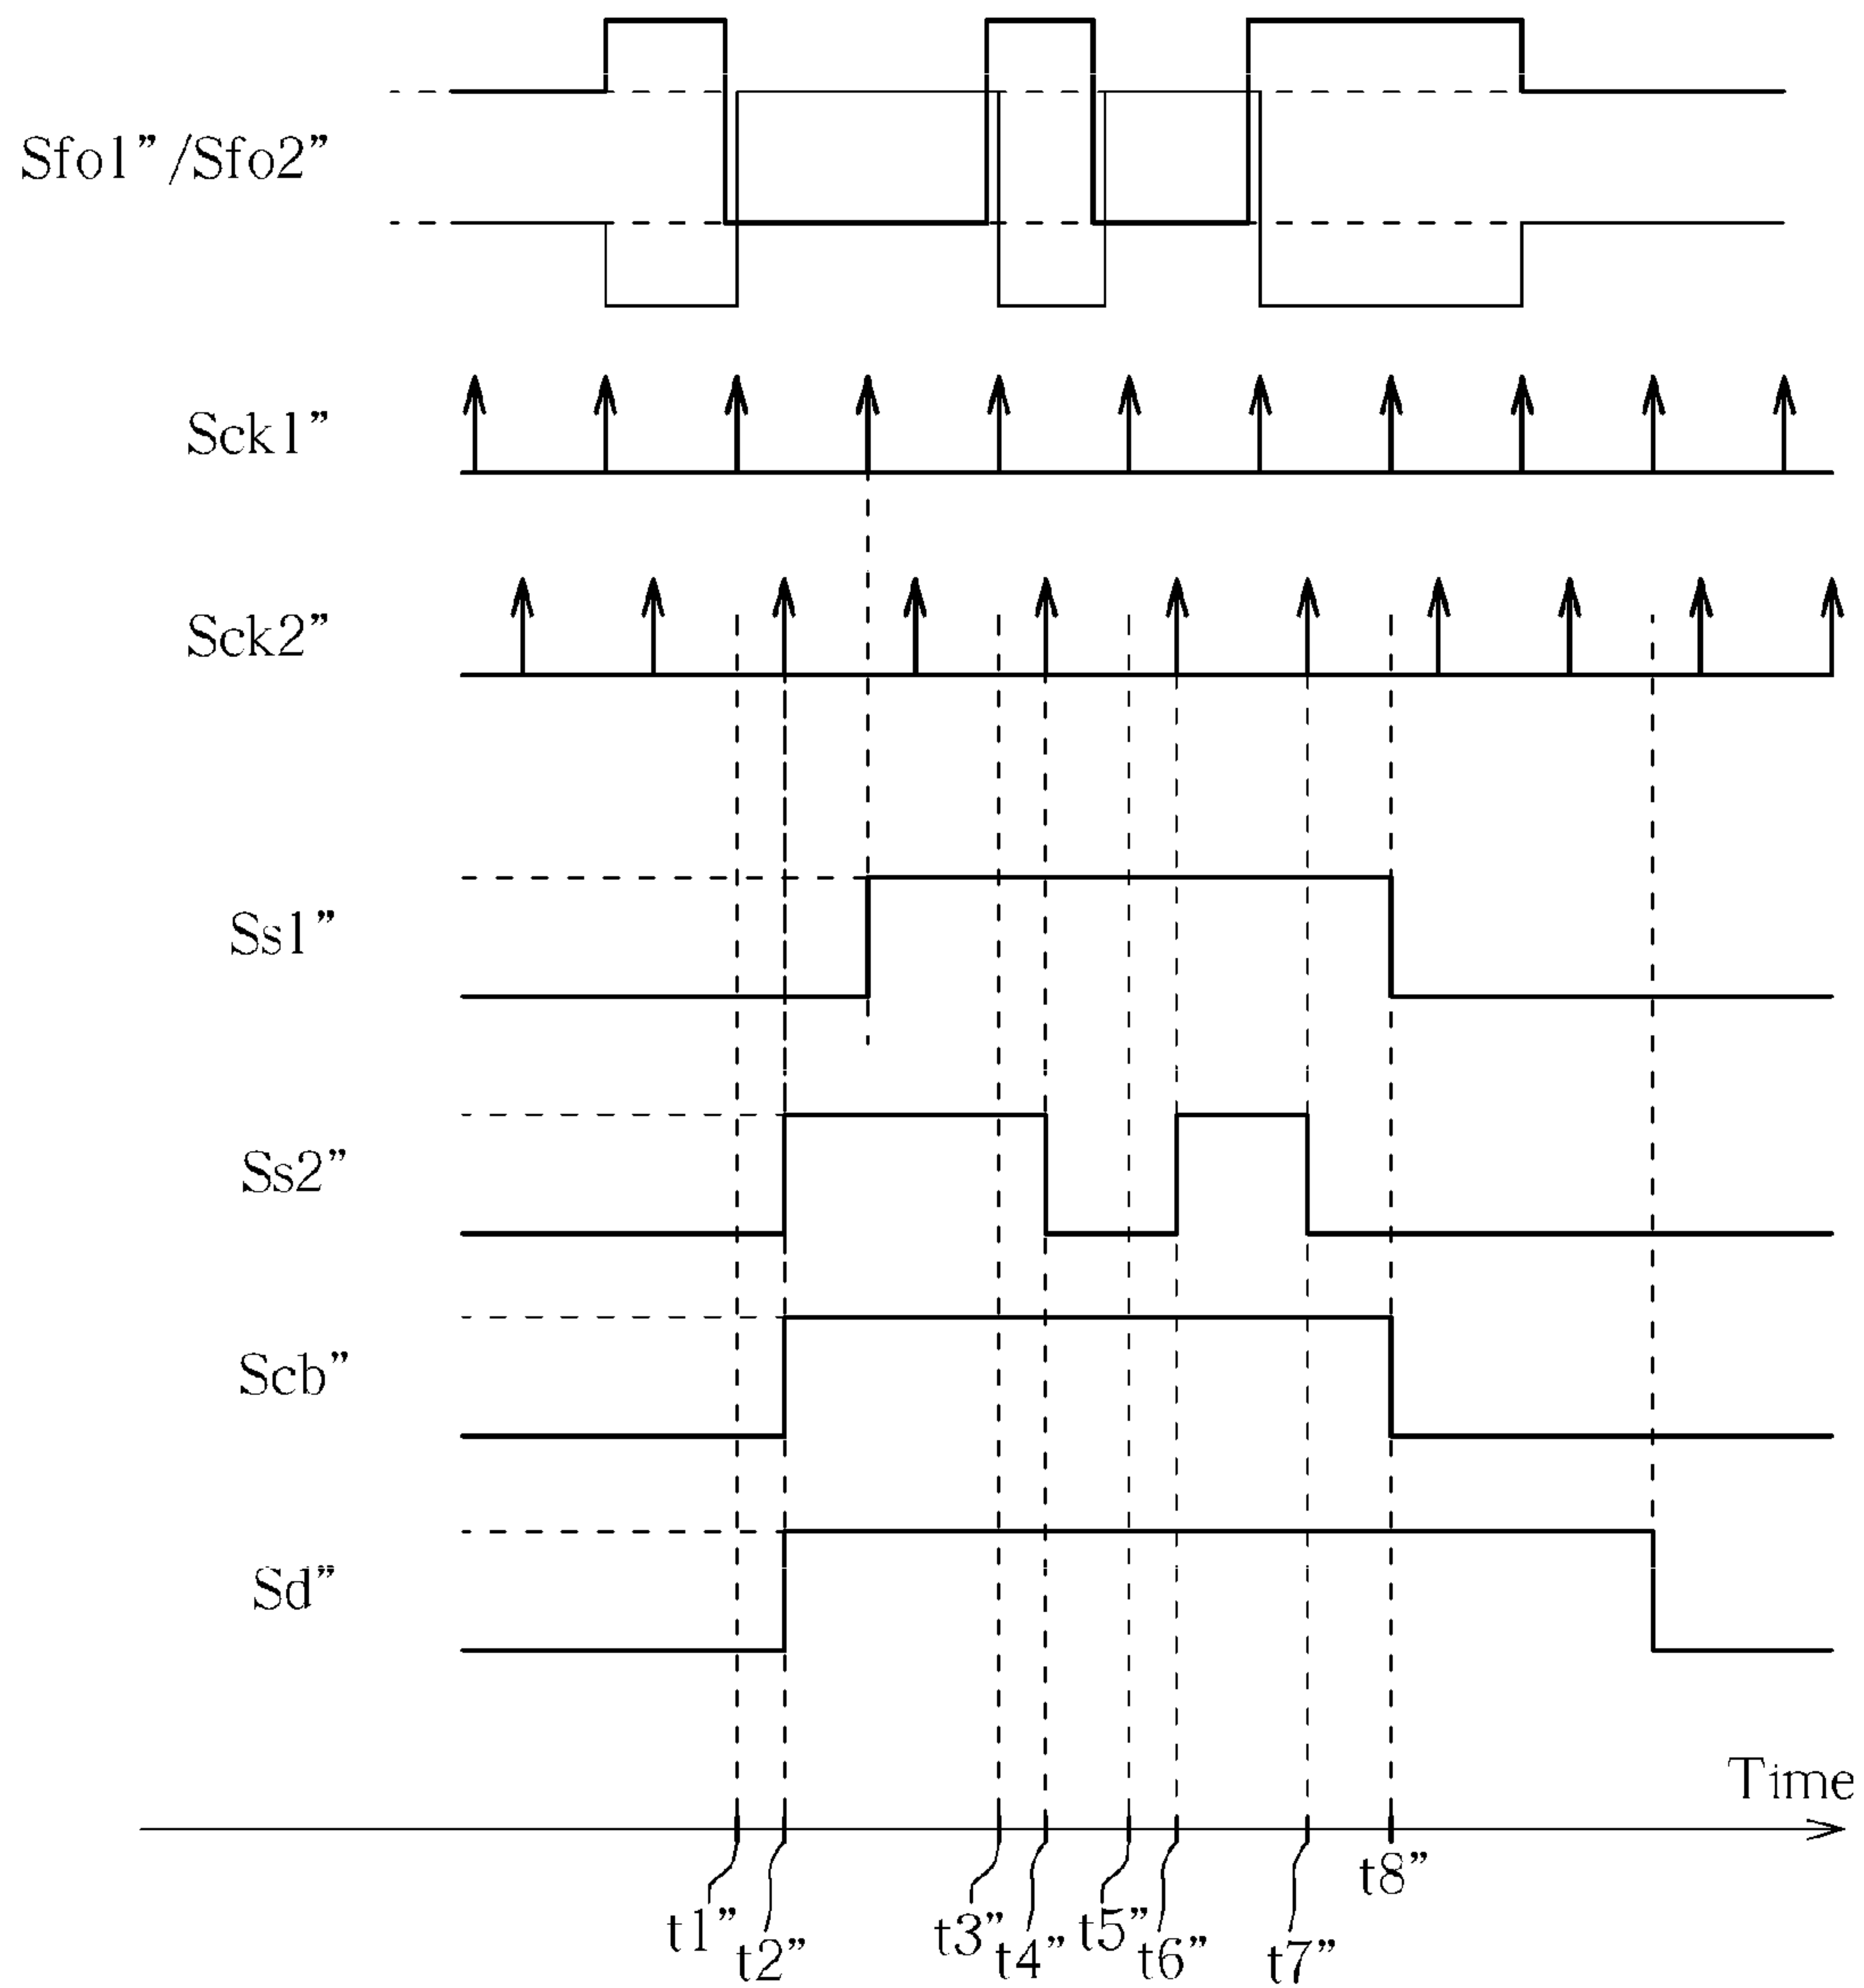 Sfo1”/Sfo2”
Sck1”
Sck2”
Ss1”
Ss2”
Scb”
Sd”
Time
t1”
t2”
t3”
t4”
t5”
t6”
t7”
t8”